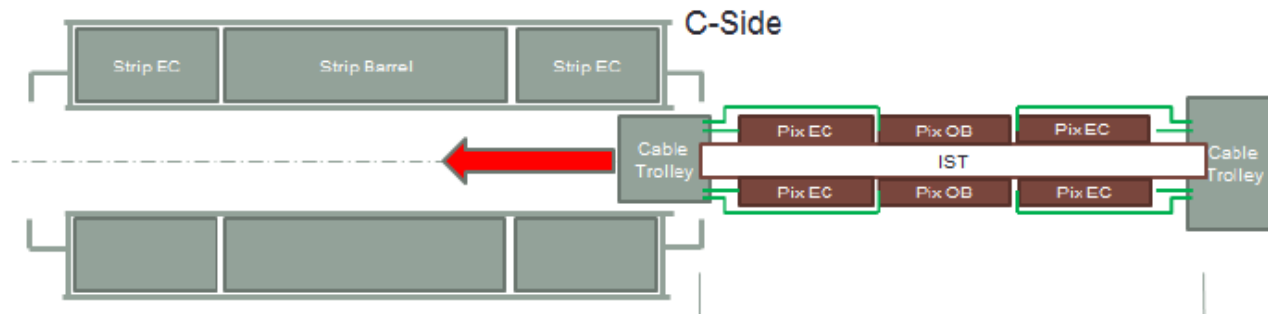 C-Side
Strip EC
Strip Barrel
Strip EC
Pix EC
Pix OB
Pix EC
Cable
Trolley
IST
Cable
Trolley
Pix EC
Pix OB
Pix EC